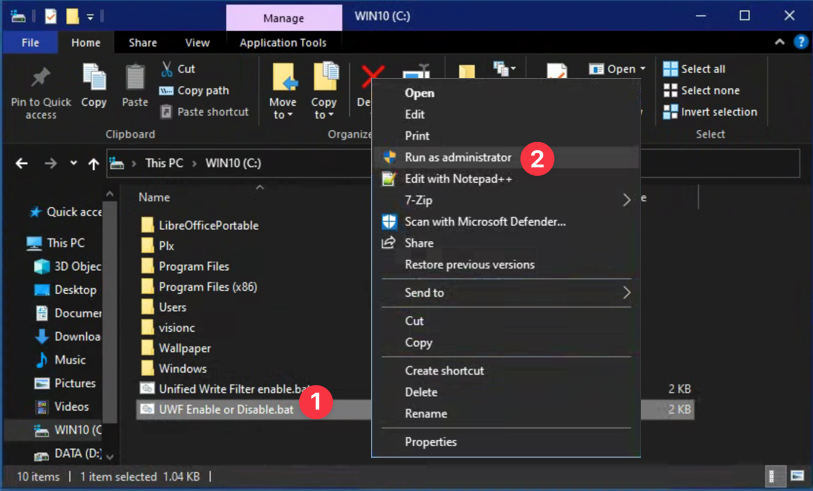 Manage
WIN10 (C:)
File
Home
Share
View
Application Tools
Pin to Quick access
Copy
Paste
Cut
Copy path
Paste shortcut
Clipboard
Move to
Copy to
De
Organize
Open
Select all
Select none
Invert selection
Select
This PC
WIN10 (C:)
Name
e
Quick acce
This PC
3D Objec
Desktop
Documer
Downloa
Music
Pictures
Videos
WIN10 (C
DATA (D:)
LibreOfficePortable
Plx
Program Files
Program Files (x86)
Users
visionc
Wallpaper
Windows
Unified Write Filter enable.bat
2 KB
UWF Enable or Disable.bat
1
2 KB
Open
Edit
Print
Run as administrator
2
Edit with Notepad++
7-Zip
Scan with Microsoft Defender...
Share
Restore previous versions
Send to
Cut
Copy
Create shortcut
Delete
Rename
Properties
10 items
1 item selected 1.04 KB